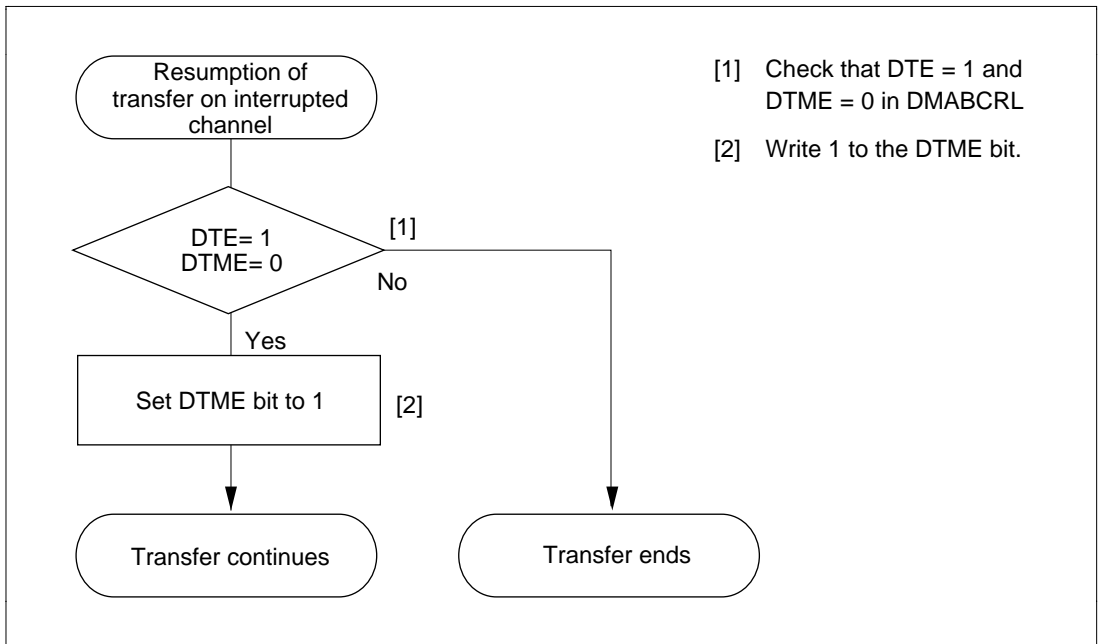 Resumption of
transfer on interrupted
channel
[1] Check that DTE = 1 and
DTME = 0 in DMABCRL
[2] Write 1 to the DTME bit.
DTE= 1
DTME= 0
[1]
No
Yes
Set DTME bit to 1
[2]
Transfer continues
Transfer ends